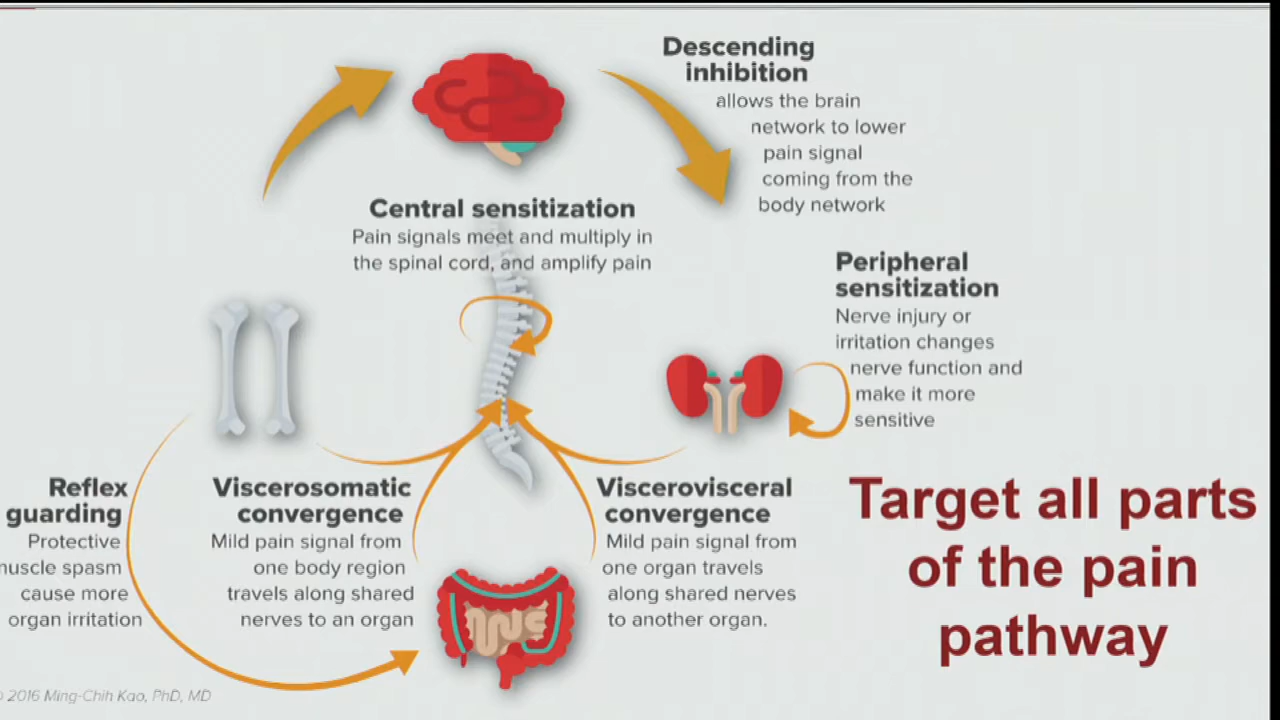 Descending
inhibition
allows the brain
network to lower
pain signal
coming from the
body network
Central sensitization
Pain signals meet and multiply in
the spinal cord, and amplify pain
Peripheral
sensitization
Nerve injury or
irritation changes
nerve function and
make it more
sensitive
Reflex
guarding
Protective
muscle spasm
cause more
organ irritation
Viscerosomatic
convergence
Mild pain signal from
one body region
travels along shared
nerves to an organ
Viscerovisceral
convergence
Mild pain signal from
one organ travels
along shared nerves
to another organ.
Target all parts
of the pain
pathway
© 2016 Ming-Chih Kao, PhD, MD